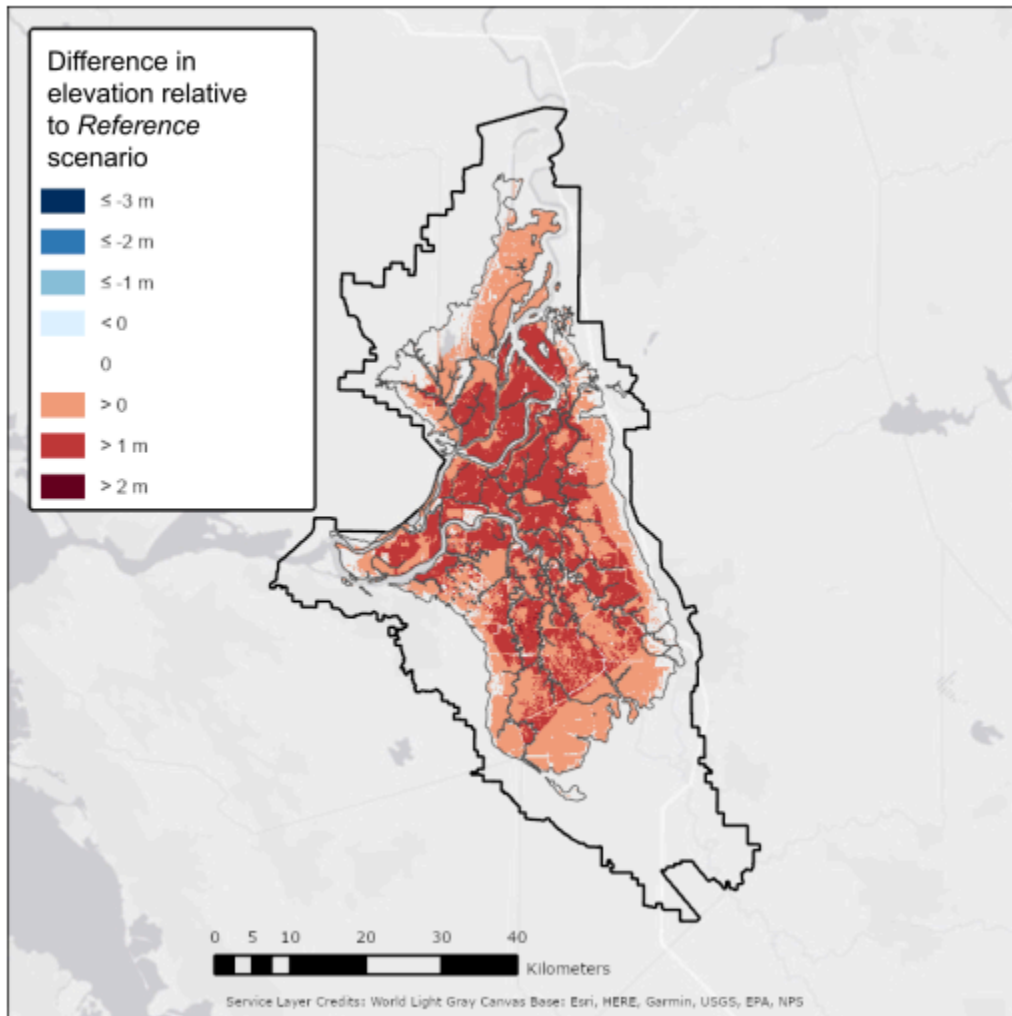 Difference in
elevation relative
to Reference
scenario
≤ -3 m
≤ -2 m
≤ -1 m
< 0
0
> 0
> 1 m
> 2 m
0 5 10 20 30 40
Kilometers
Service Layer Credits: World Light Gray Canvas Base: Esri, HERE, Garmin, USGS, EPA, NPS